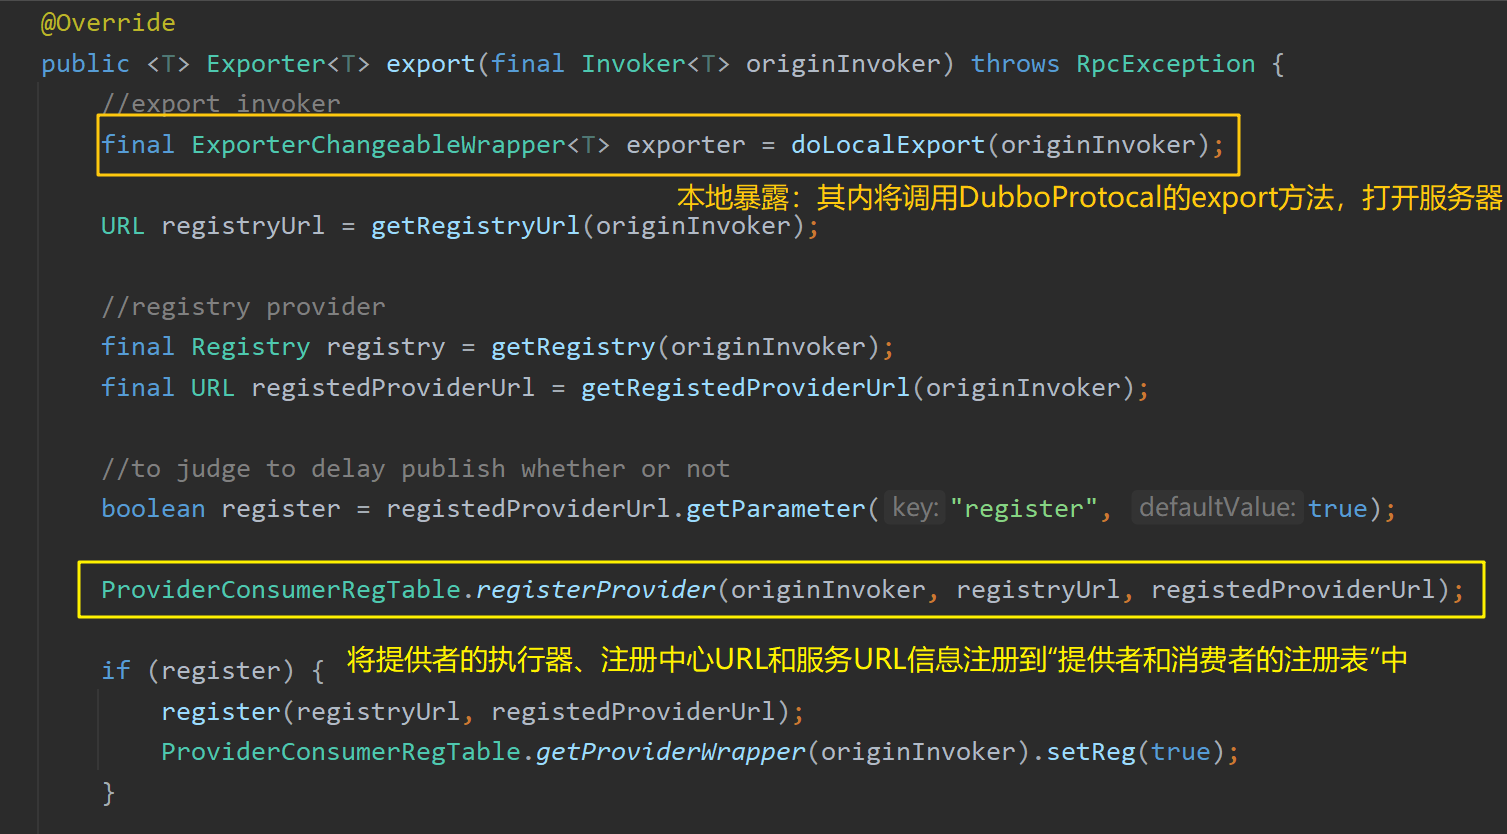 @Override
public <T> Exporter<T> export(final Invoker<T> originInvoker) throws RpcException {
//export invoker
final ExporterChangeableWrapper<T> exporter = doLocalExport(originInvoker);
本地暴露：其内将调用DubboProtocal的export方法，打开服务器
URL registryUrl = getRegistryUrl(originInvoker);
//registry provider
final Registry registry = getRegistry(originInvoker);
final URL registedProviderUrl = getRegistedProviderUrl(originInvoker);
//to judge to delay publish whether or not
boolean register = registedProviderUrl.getParameter( key: "register", defaultValue: true);
ProviderConsumerRegTable.registerProvider(originInvoker, registryUrl, registedProviderUrl);
if (register) { 将提供者的执行器、注册中心URL和服务URL信息注册到“提供者和消费者的注册表”中
register(registryUrl, registedProviderUrl);
ProviderConsumerRegTable.getProviderWrapper(originInvoker).setReg(true);
}